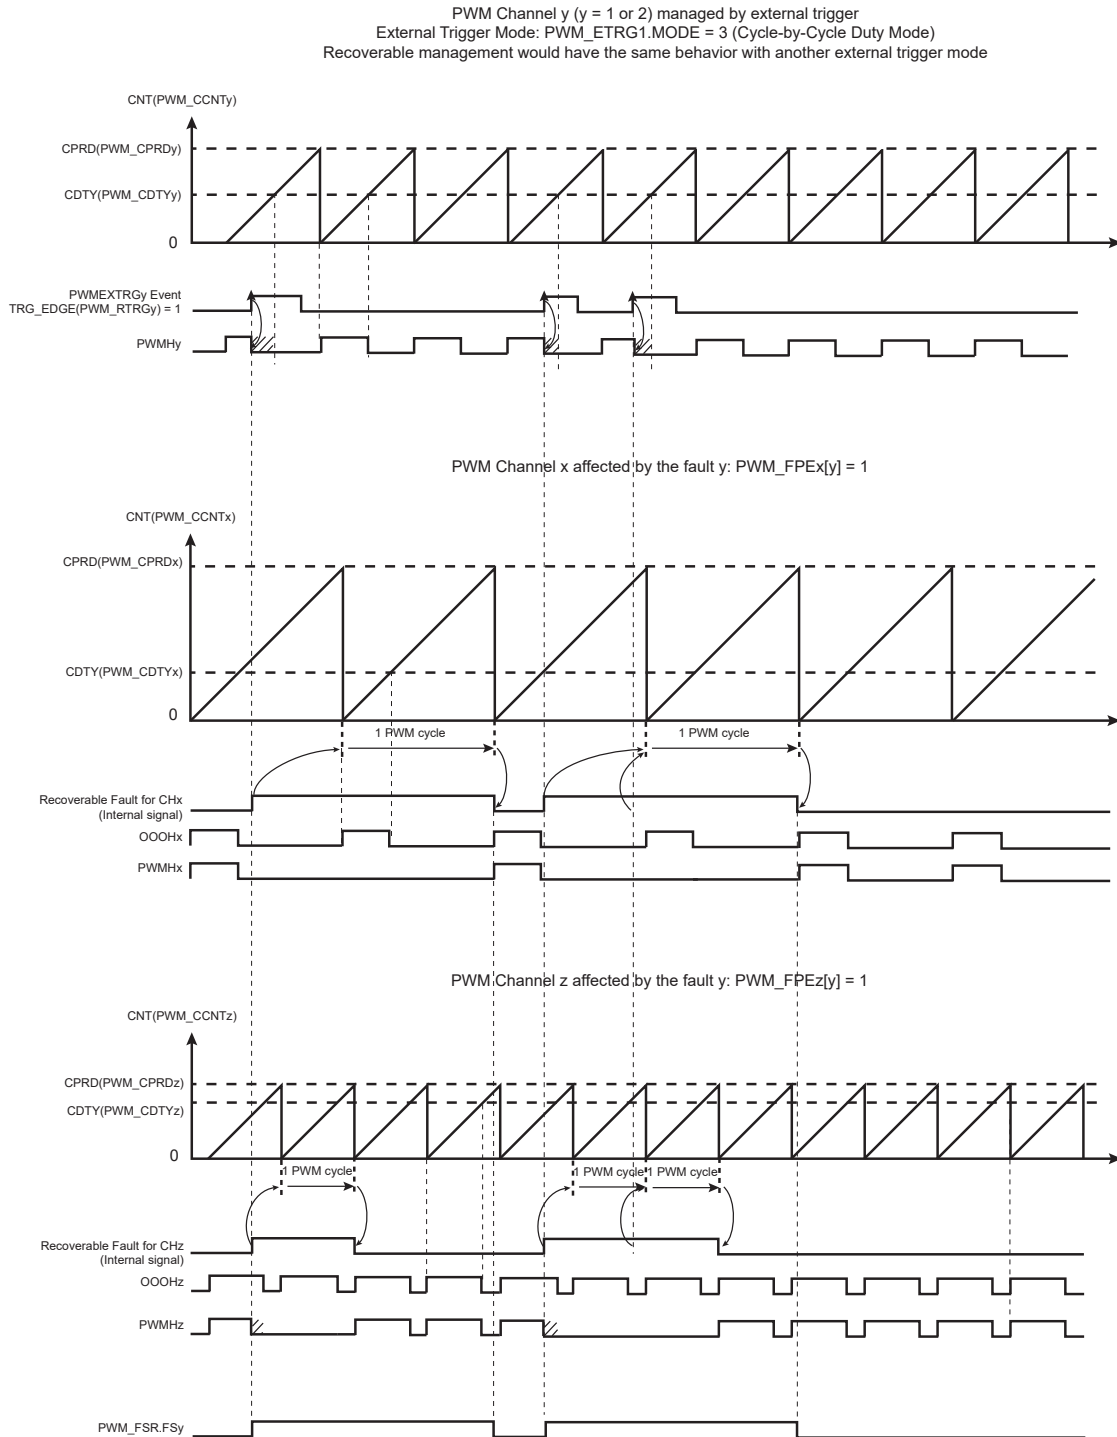 PWM Channel y (y = 1 or 2) managed by external trigger
External Trigger Mode: PWM_ETRG1.MODE = 3 (Cycle-by-Cycle Duty Mode)
Recoverable management would have the same behavior with another external trigger mode
CNT(PWM_CCNTy)
CPRD(PWM_CPRDy)
CDTY(PWM_CDTYy)
0
PWMEXTRGy Event
TRG_EDGE(PWM_RTRGy) = 1
PWMHy
PWM Channel x affected by the fault y: PWM_FPEx[y] = 1
CNT(PWM_CCNTx)
CPRD(PWM_CPRDx)
CDTY(PWM_CDTYx)
0
1 PWM cycle
1 PWM cycle
Recoverable Fault for CHx
(Internal signal)
OOOHx
PWMHx
PWM Channel z affected by the fault y: PWM_FPEz[y] = 1
CNT(PWM_CCNTz)
CPRD(PWM_CPRDz)
CDTY(PWM_CDTYz)
0
1 PWM cycle
1 PWM cycle
1 PWM cycle
Recoverable Fault for CHz
(Internal signal)
OOOHz
PWMHz
PWM_FSR.FSy